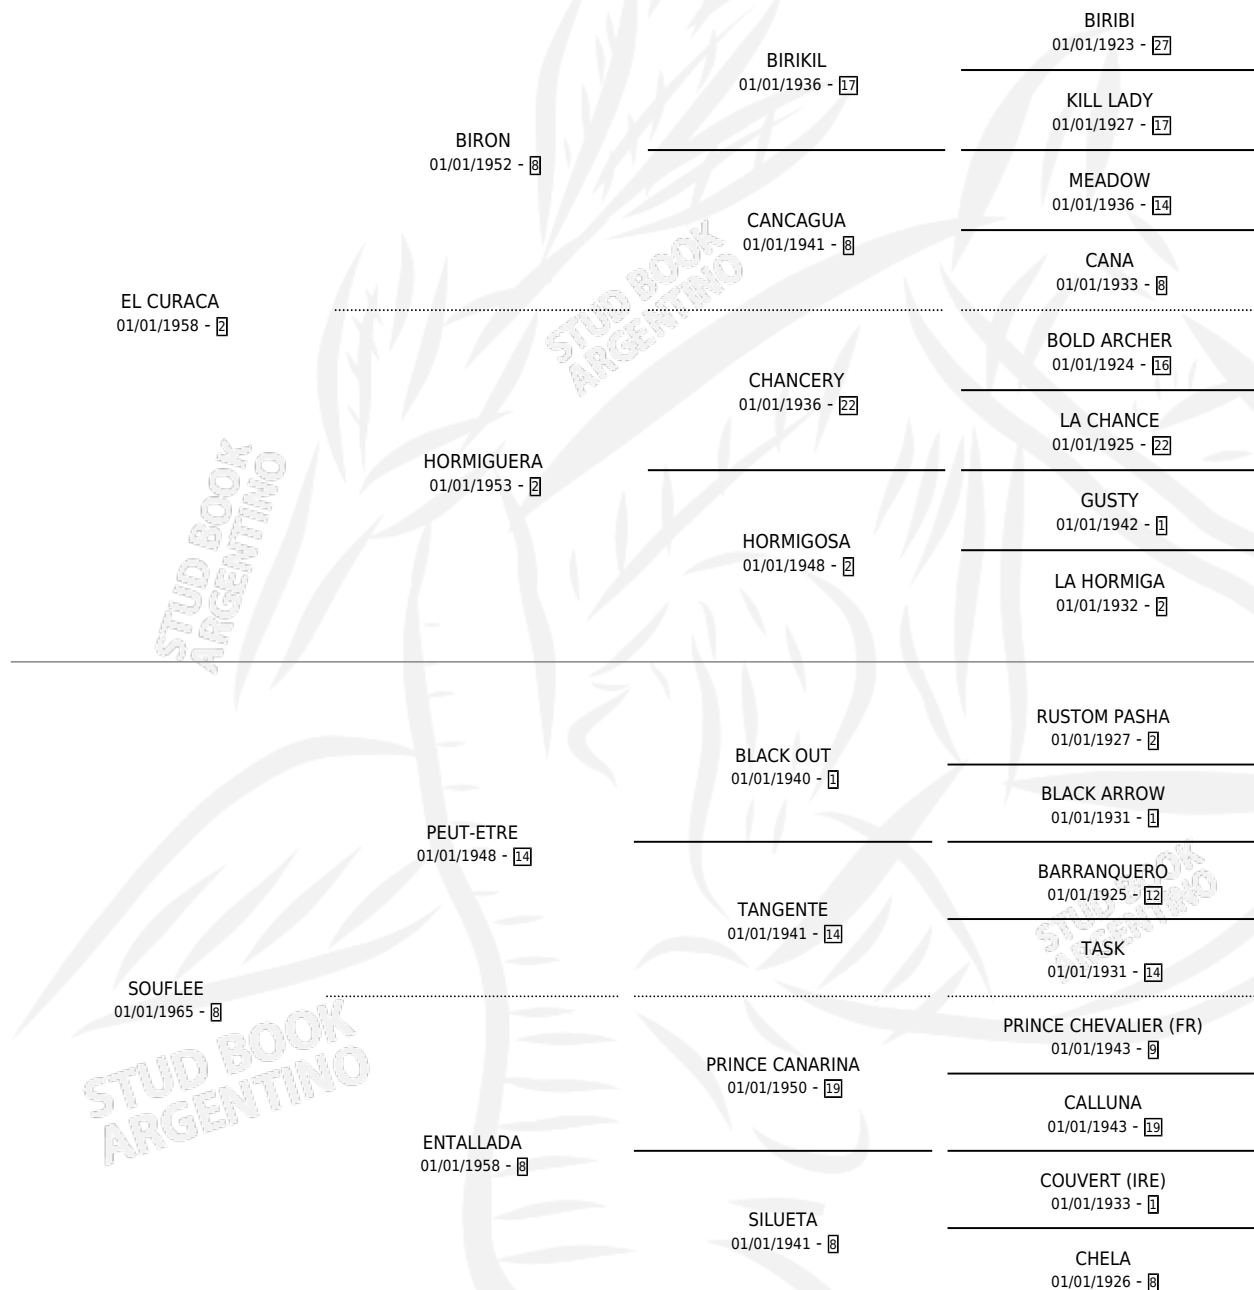 BIRIBI
01/01/1923 - 27
BIRIKIL
01/01/1936 - 17
KILL LADY
01/01/1927 - 17
BIRON
01/01/1952 - 8
MEADOW
01/01/1936 - 14
CANCAGUA
01/01/1941 - 8
CANA
01/01/1933 - 8
EL CURACA
01/01/1958 - 2
BOLD ARCHER
01/01/1924 - 16
CHANCERY
01/01/1936 - 22
LA CHANCE
01/01/1925 - 22
HORMIGUERA
01/01/1953 - 2
GUSTY
01/01/1942 - 1
HORMIGOSA
01/01/1948 - 2
LA HORMIGA
01/01/1932 - 2
RUSTOM PASHA
01/01/1927 - 2
BLACK OUT
01/01/1940 - 1
BLACK ARROW
01/01/1931 - 1
PEUT-ETRE
01/01/1948 - 14
BARRANQUERO
01/01/1925 - 12
TANGENTE
01/01/1941 - 14
TASK
01/01/1931 - 14
SOUFLEE
01/01/1965 - 8
PRINCE CHEVALIER (FR)
01/01/1943 - 9
PRINCE CANARINA
01/01/1950 - 19
CALLUNA
01/01/1943 - 19
ENTALLADA
01/01/1958 - 8
COUVERT (IRE)
01/01/1933 - 1
SILUETA
01/01/1941 - 8
CHELA
01/01/1926 - 8
STUD BOOK
ARGENTINO
STUD BOOK
ARGENTINO
STUD BOOK
ARGENTINO
STUD BOOK
ARGENTINO